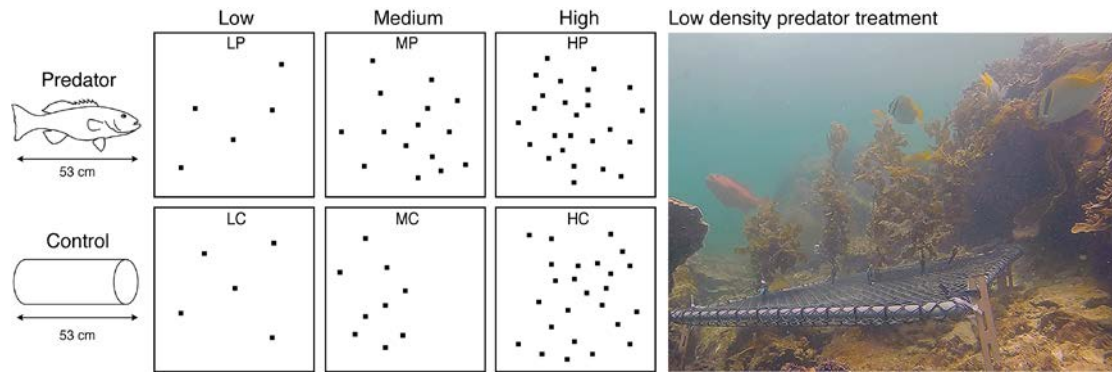 Low Medium High Low density predator treatment
LP MP HP
Predator
53 cm
LC MC HC
Control
53 cm